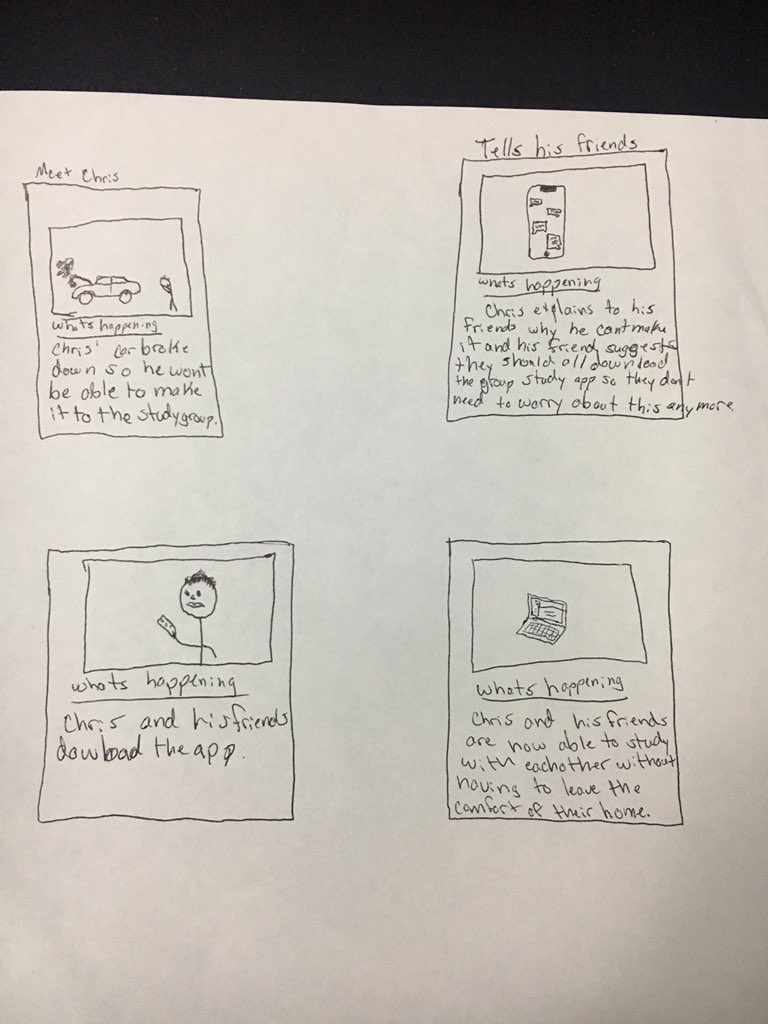 Meet Chris
whats happening
Chris' car brake
down so he wont
be able to make
it to the studygroup.
Tells his friends
whats happening
Chris explains to his
friends why he cant make
it and his friend suggests
they should all download
the group study app so they don't
need to worry about this anymore
whats happening
Chris and his friends
dowload the app.
whats happening
Chris and his friends
are now able to study
with eachother without
having to leave the
comfort of their home.